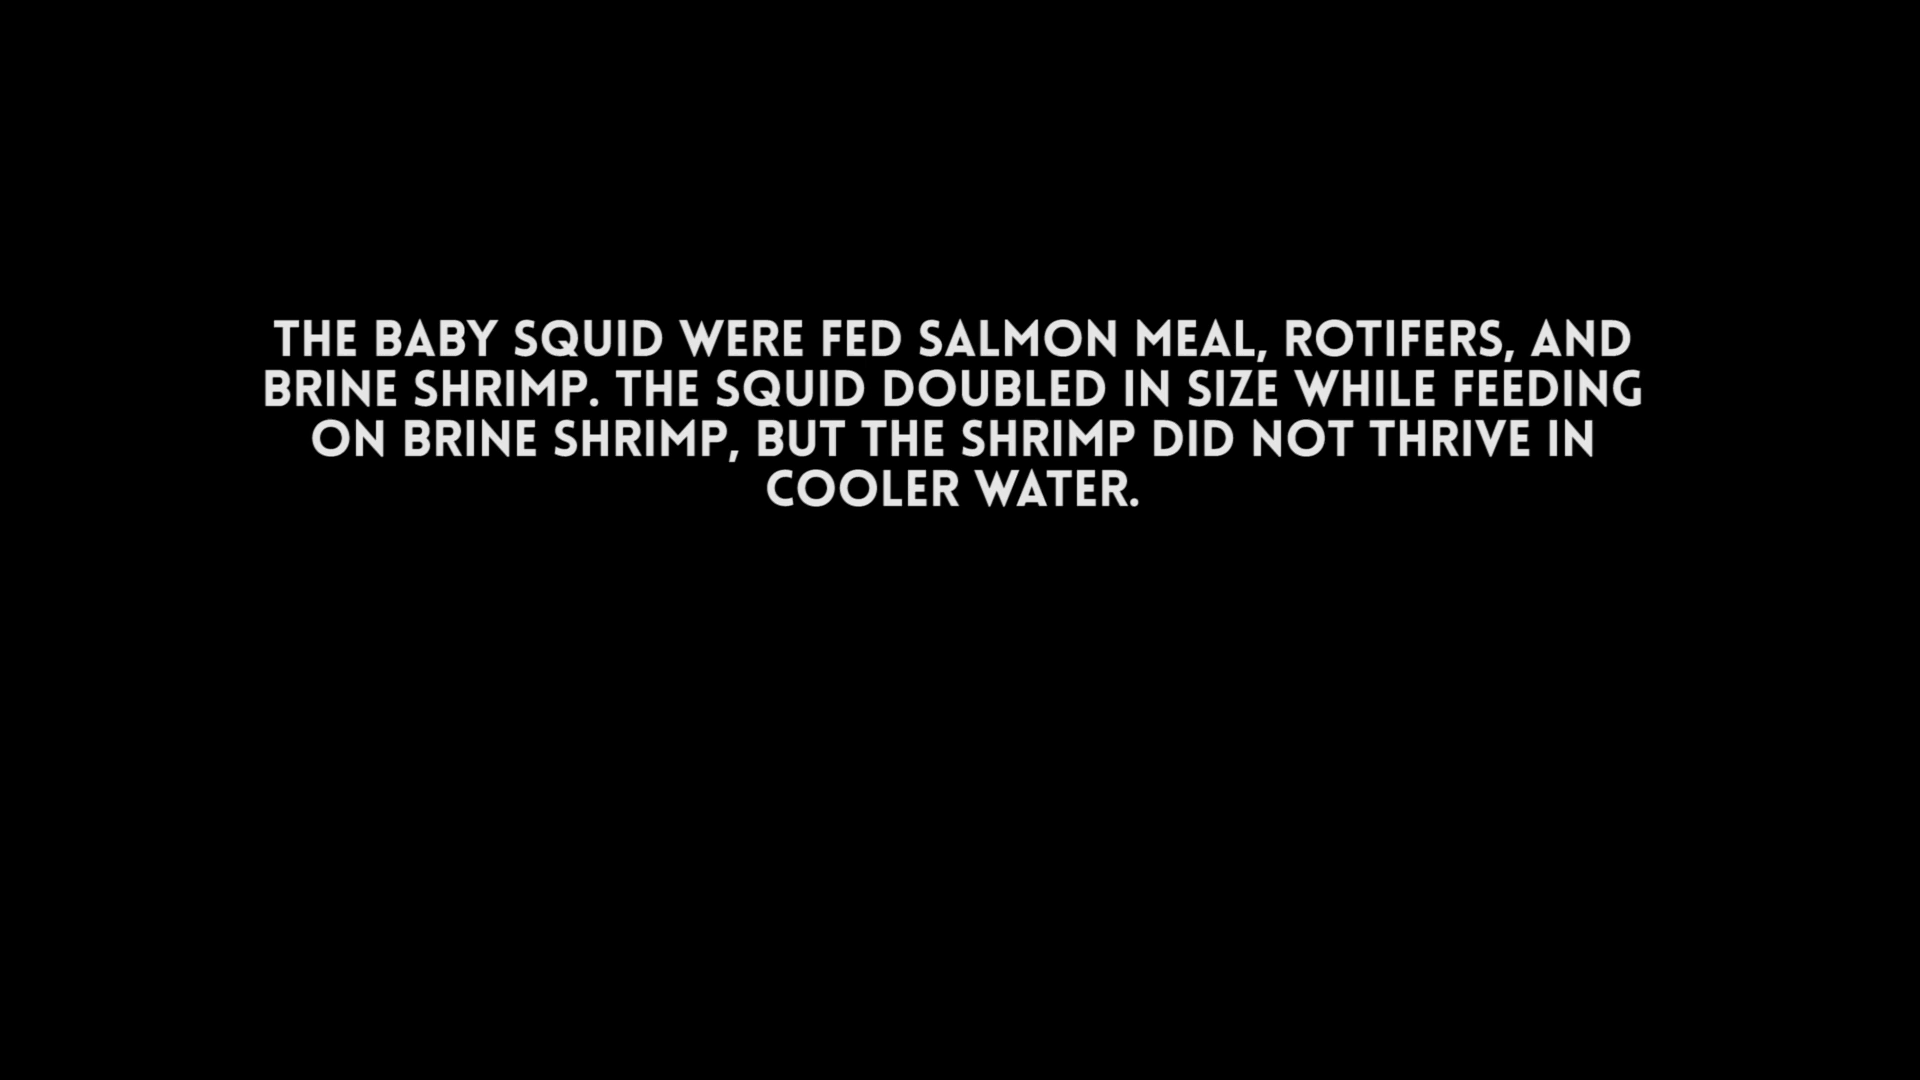 THE BABY SQUID WERE FED SALMON MEAL, ROTIFERS, AND
BRINE SHRIMP. THE SQUID DOUBLED IN SIZE WHILE FEEDING
ON BRINE SHRIMP, BUT THE SHRIMP DID NOT THRIVE IN
COOLER WATER.